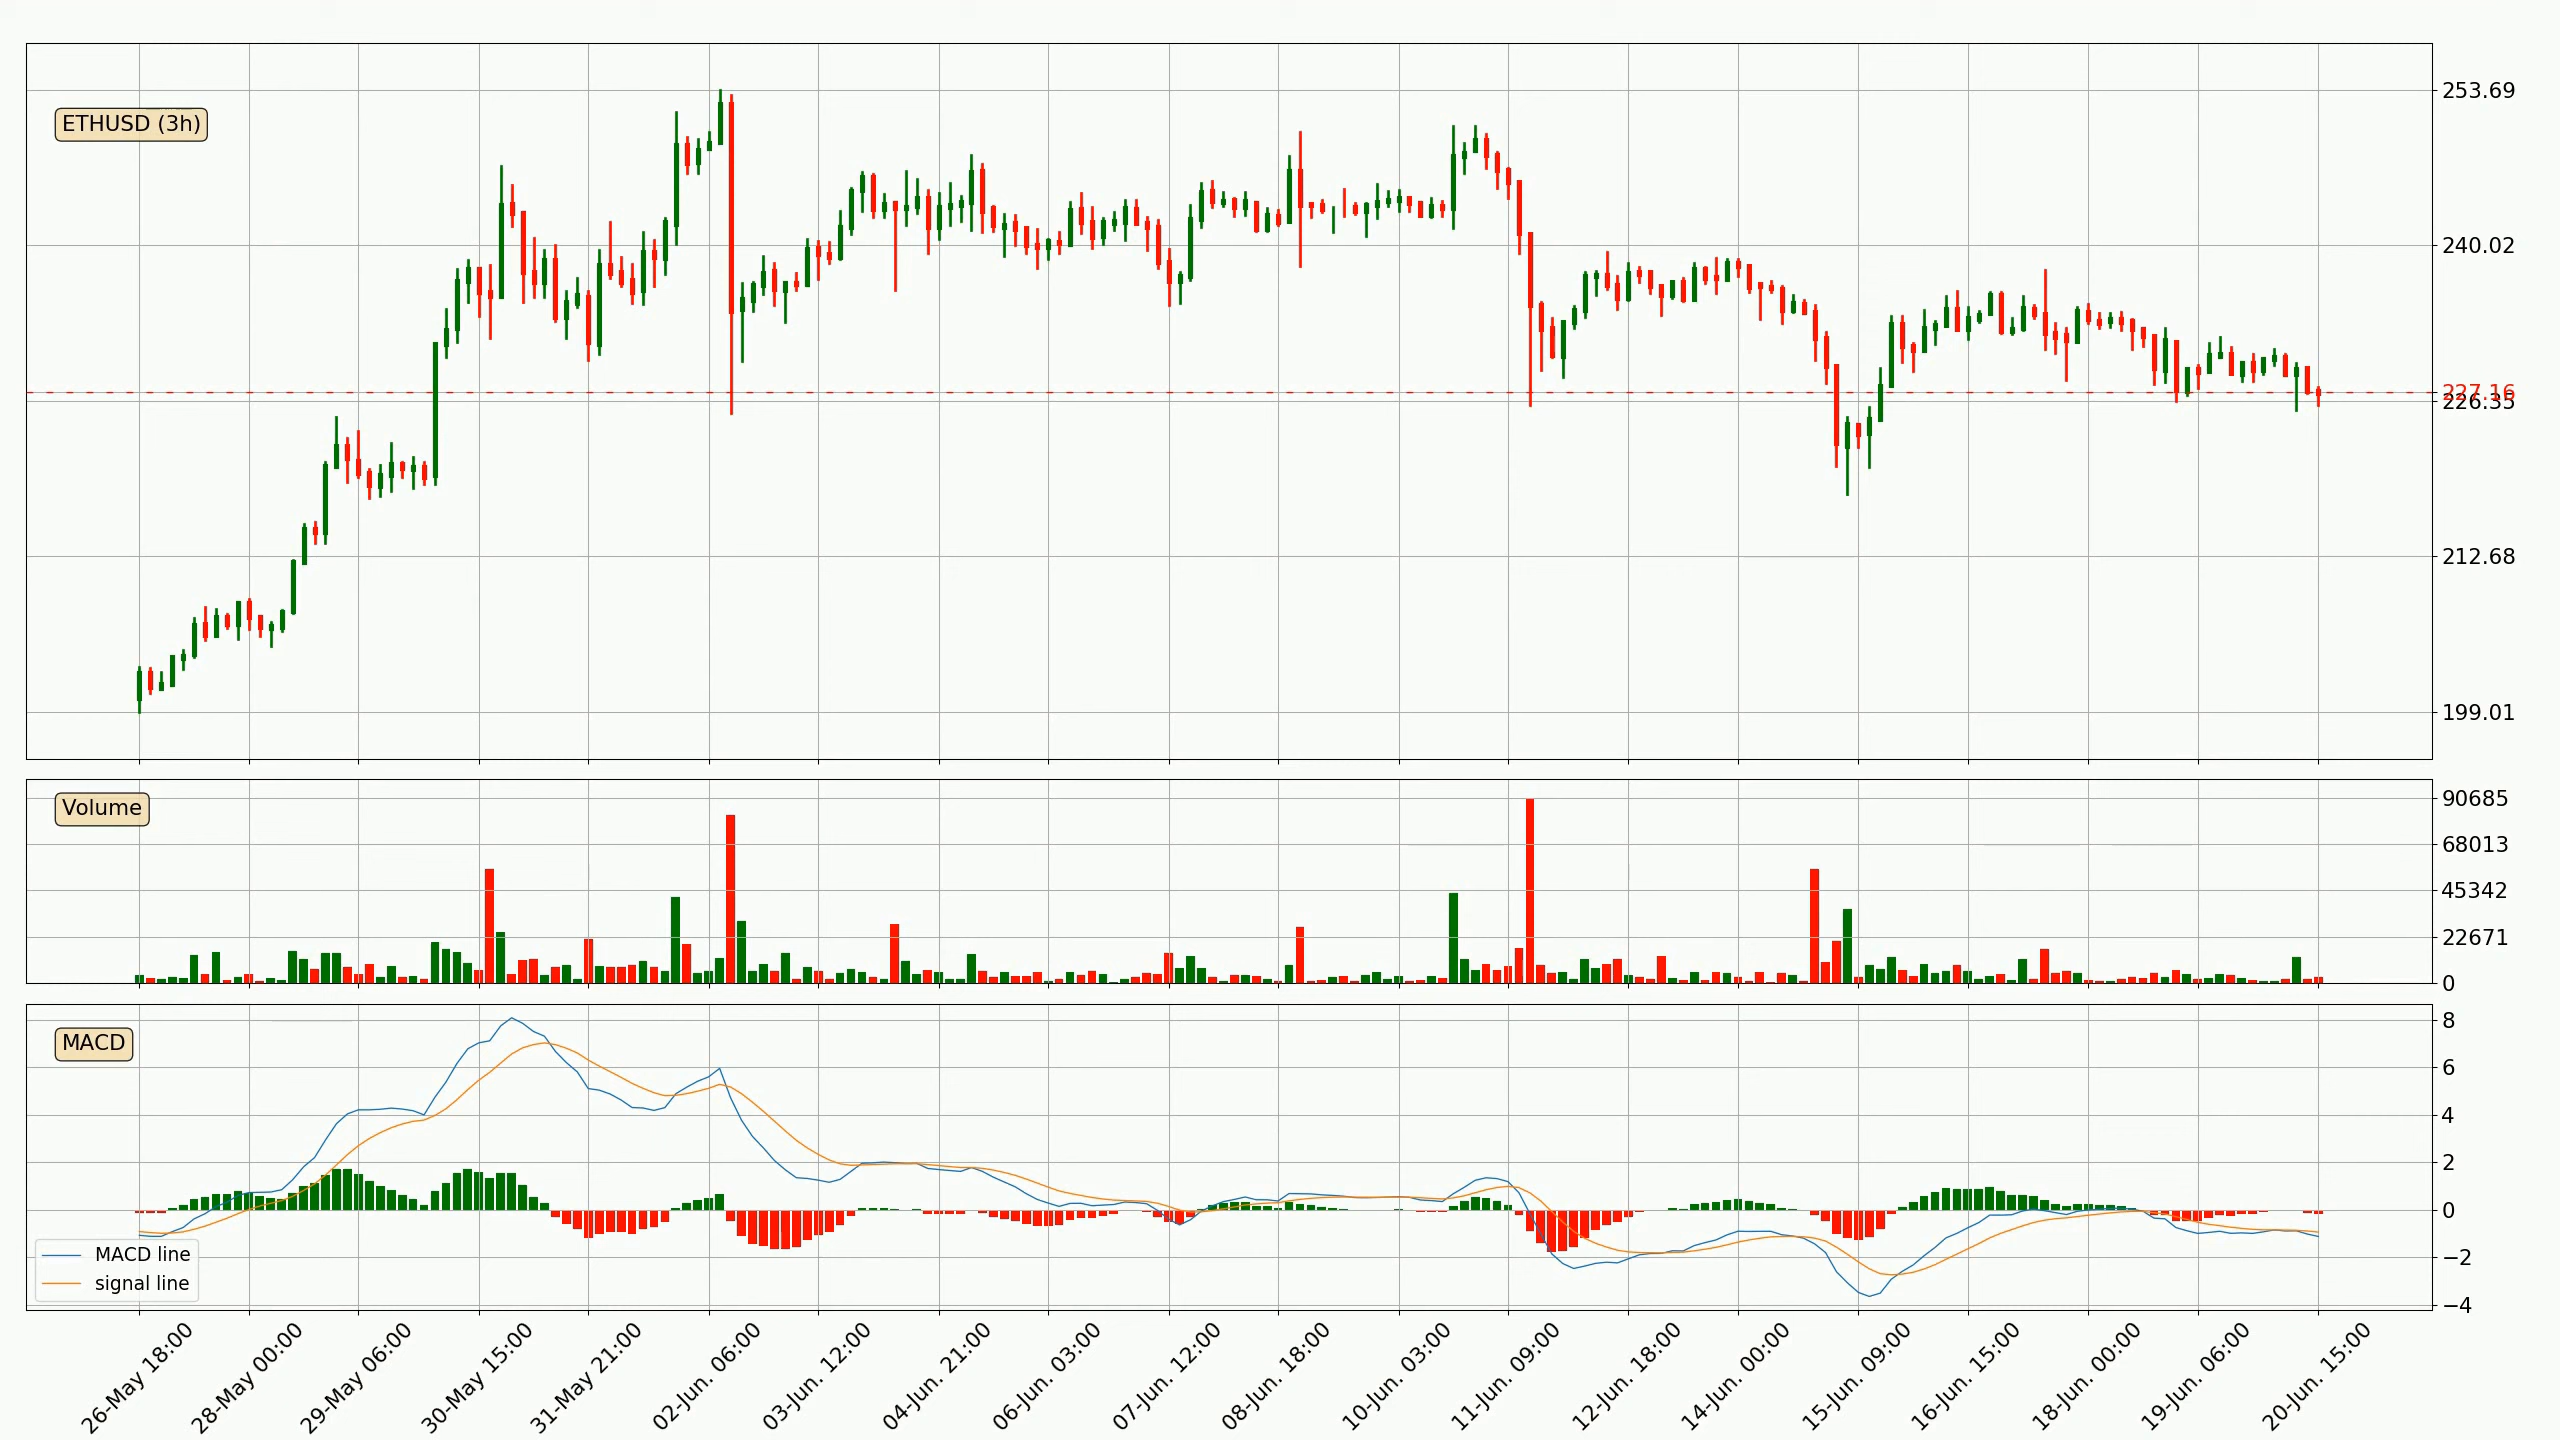 253.69
ETHUSD (3h)
240.02
227.16
226.35
212.68
199.01
Volume
90685
68013
45342
22671
0
MACD
8
6
4
2
0
−2
−4
MACD line
signal line
26-May 18:00
28-May 00:00
29-May 06:00
30-May 15:00
31-May 21:00
02-Jun. 06:00
03-Jun. 12:00
04-Jun. 21:00
06-Jun. 03:00
07-Jun. 12:00
08-Jun. 18:00
10-Jun. 03:00
11-Jun. 09:00
12-Jun. 18:00
14-Jun. 00:00
15-Jun. 09:00
16-Jun. 15:00
18-Jun. 00:00
19-Jun. 06:00
20-Jun. 15:00